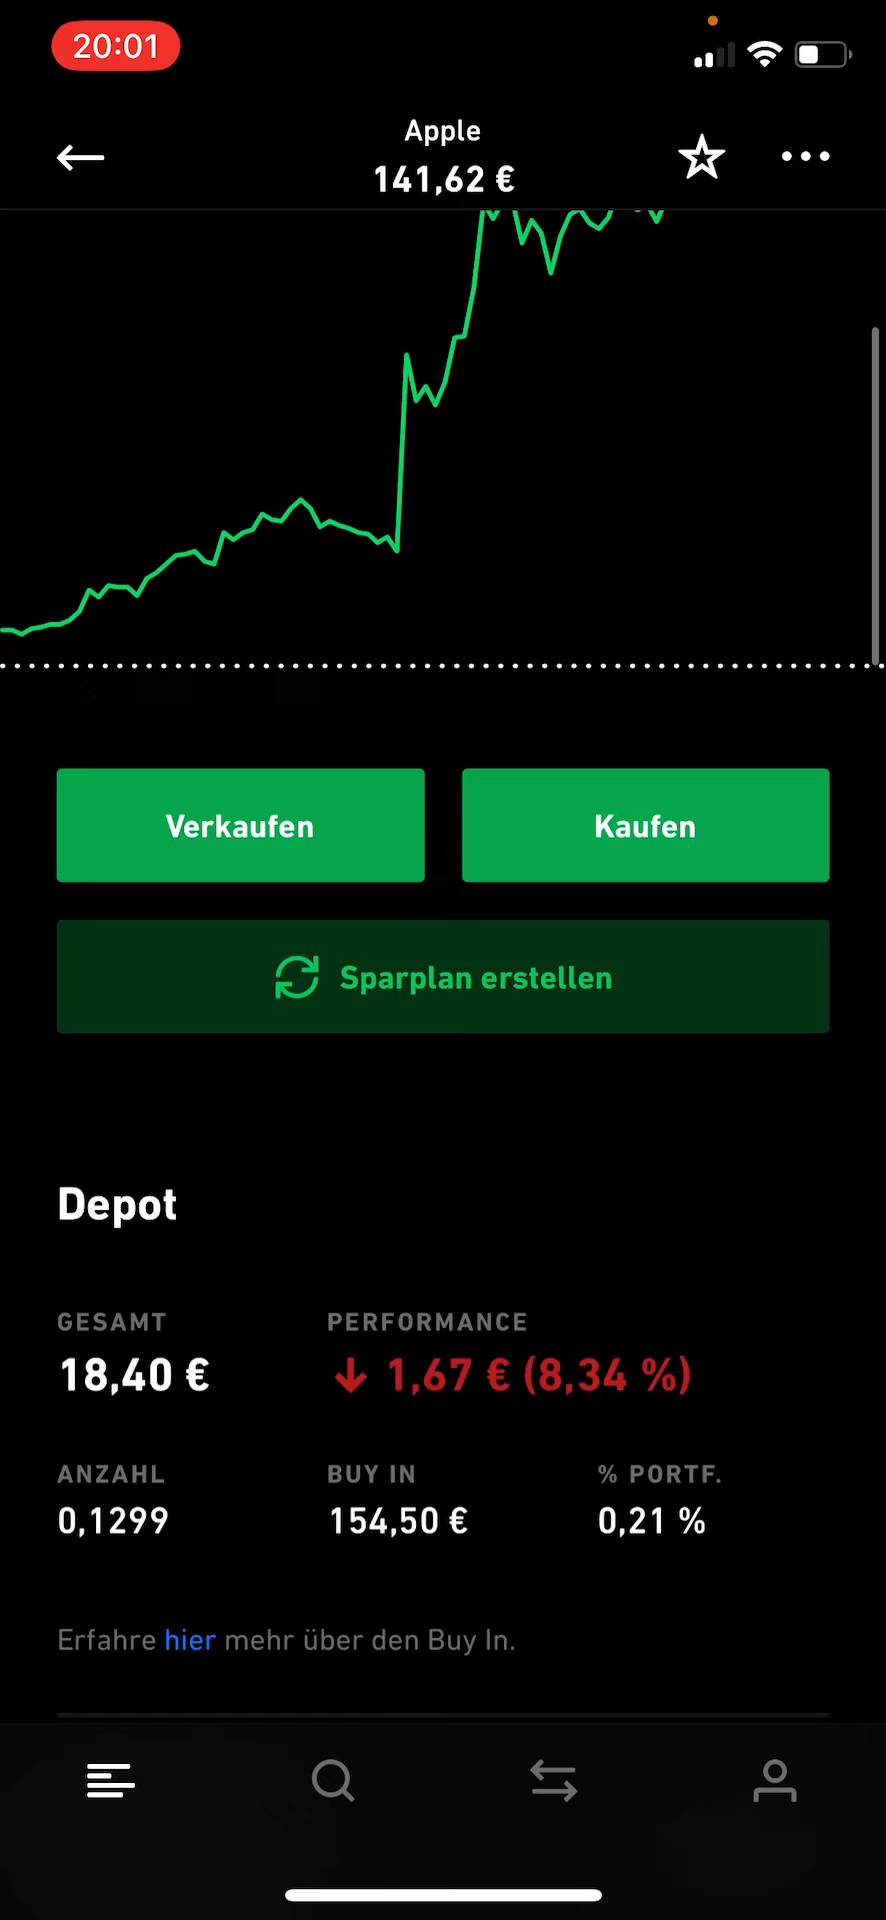 20:01
Apple
141,62 €
Verkaufen
Kaufen
Sparplan erstellen
Depot
GESAMT
PERFORMANCE
18,40 €
1,67 € (8,34 %)
ANZAHL
BUY IN
% PORTF.
0,1299
154,50 €
0,21 %
Erfahre hier mehr über den Buy In.